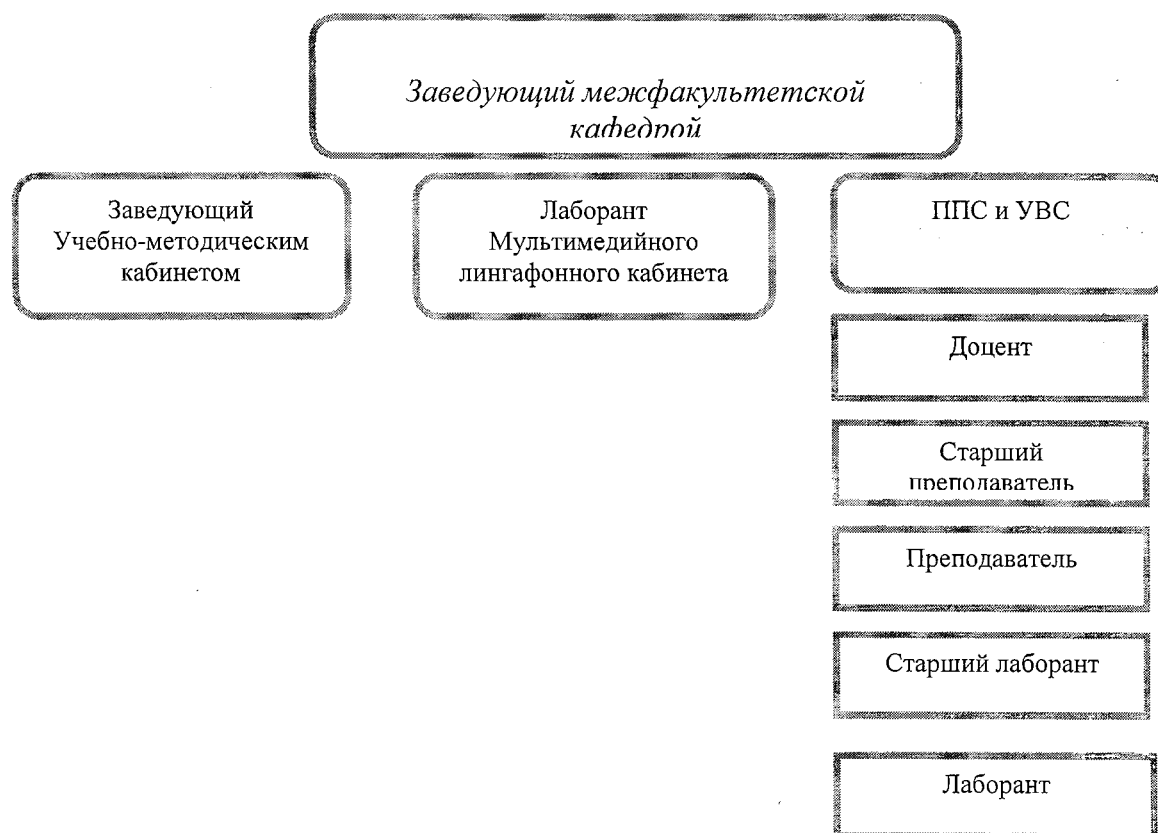 Заведующий межфакультетской
кафедрой
Заведующий
Учебно-методическим
кабинетом
Лаборант
Мультимедийного
лингафонного кабинета
ППС и УВС
Доцент
Старший
преподаватель
Преподаватель
Старший лаборант
Лаборант